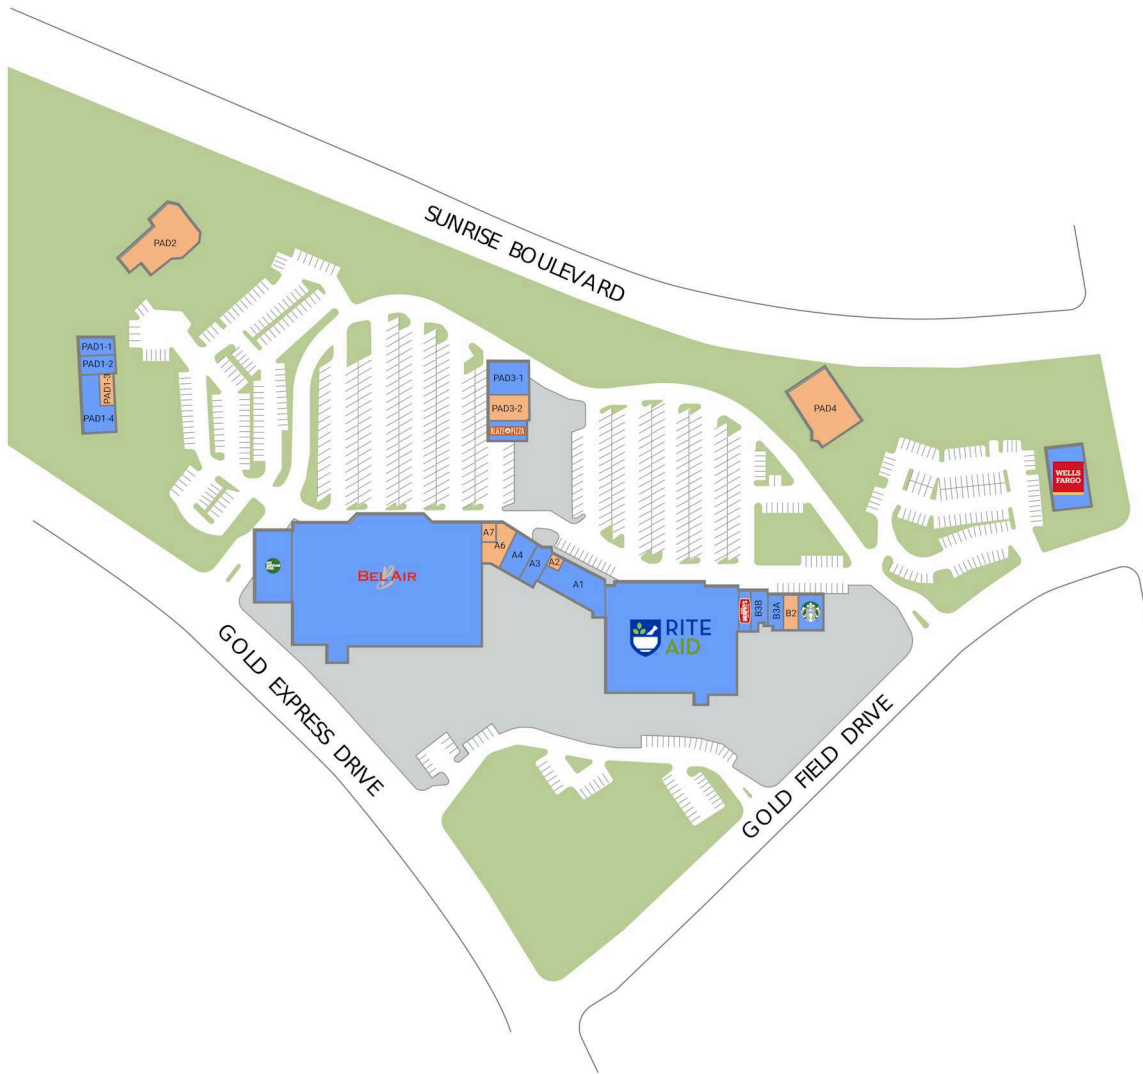 SUNRISE BOULEVARD
PAD2
PAD1-1
PAD1-2
PAD1-3
PAD1-4
PAD3-1
PAD3-2
BLAZE PIZZA
PAD4
WELLS
FARGO
A7
A6
A4
A3
A2
A1
BEL AIR
RITE
AID
B3B
B3A
B2
GOLD EXPRESS DRIVE
GOLD FIELD DRIVE